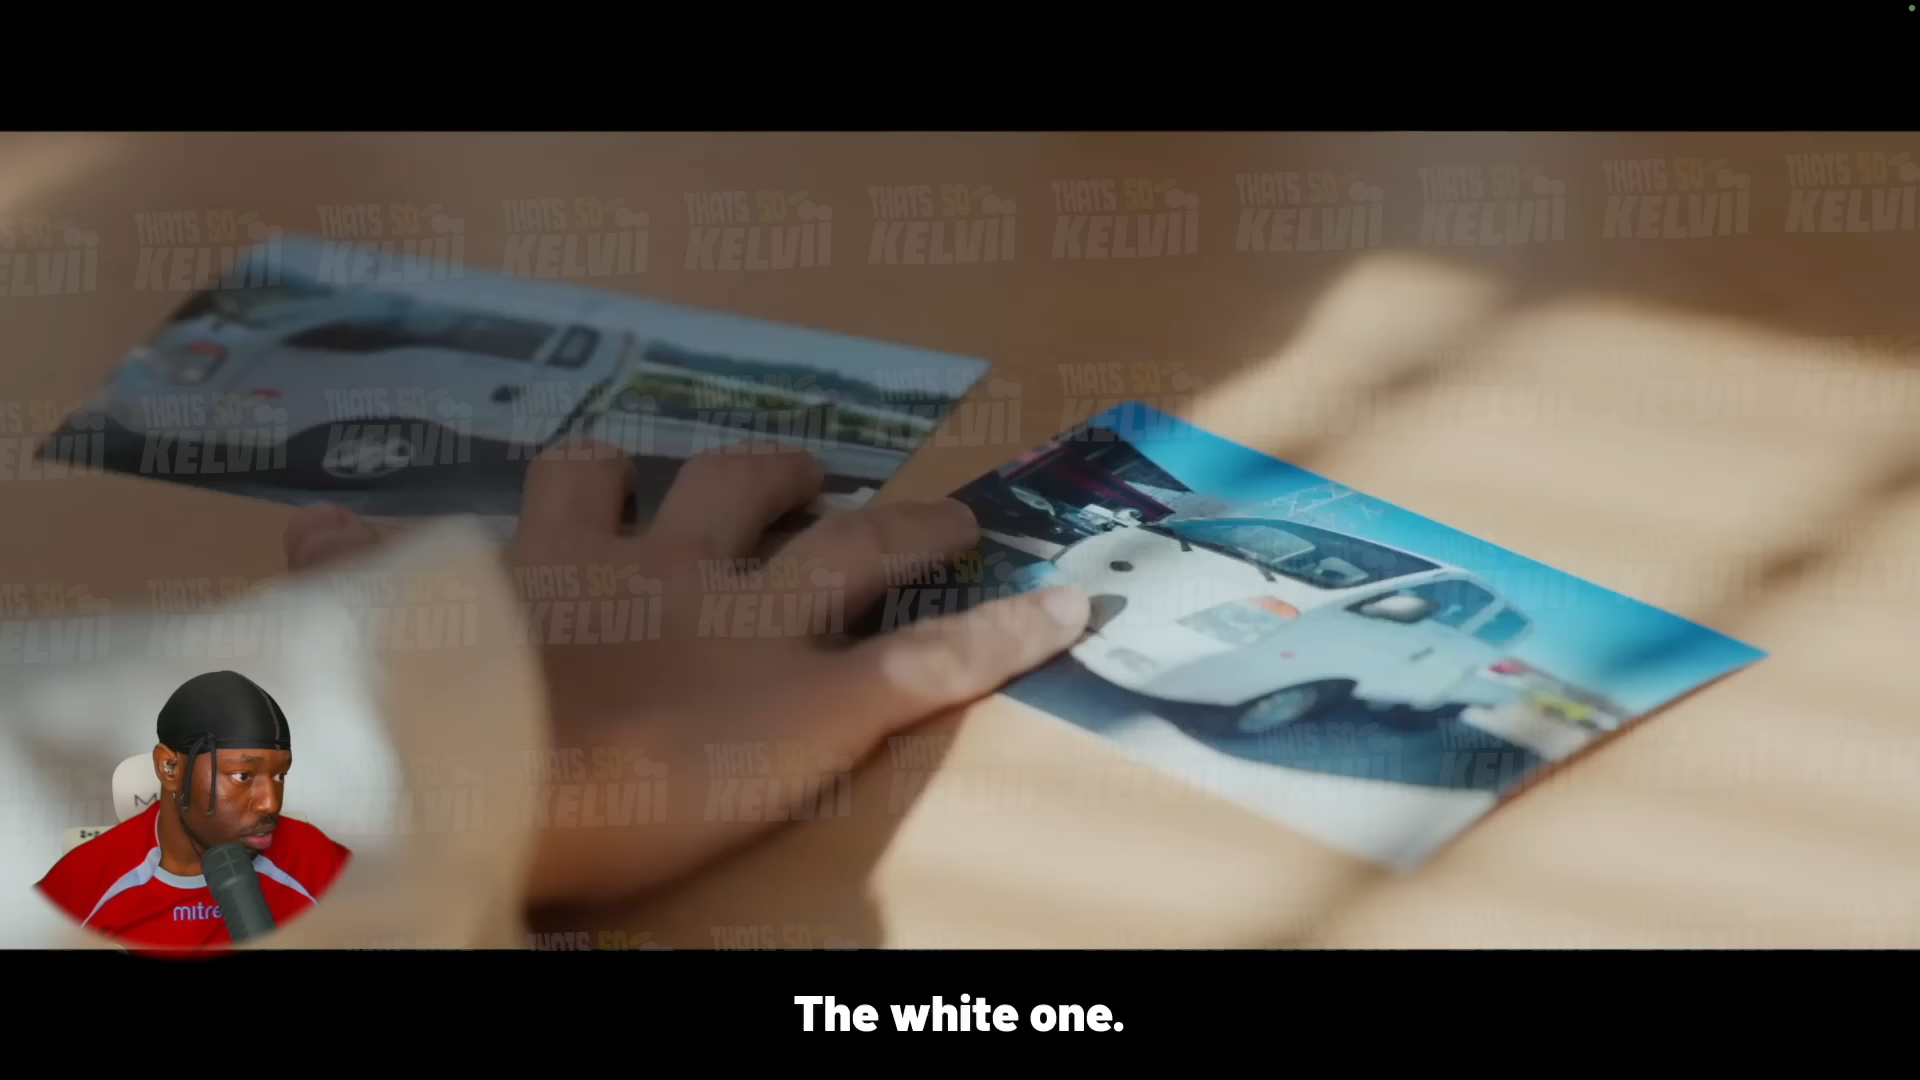 THATS SO
KELVII
M
mitre
The white one.